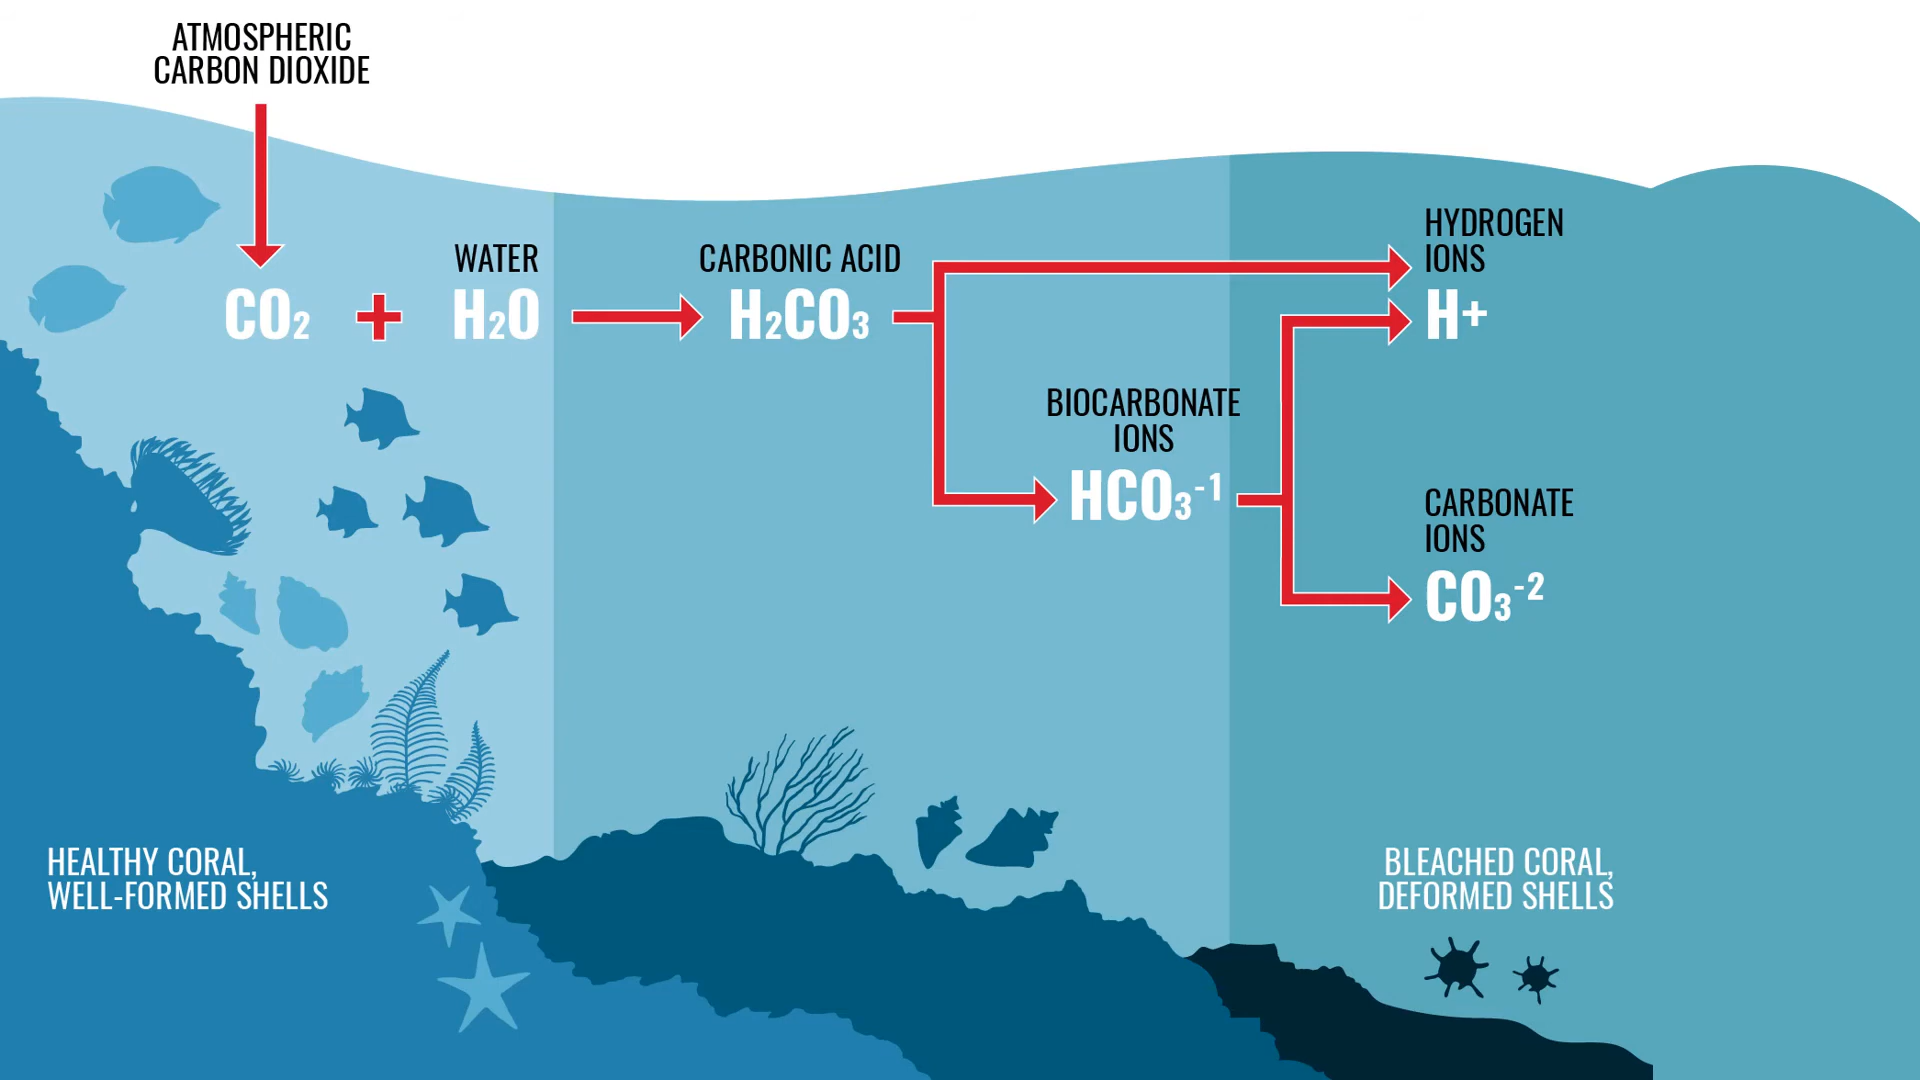 ATMOSPHERIC
CARBON DIOXIDE
CO₂
+
WATER
H₂O
CARBONIC ACID
H₂CO₃
HYDROGEN
IONS
H+
BIOCARBONATE
IONS
HCO₃⁻¹
CARBONATE
IONS
CO₃⁻²
HEALTHY CORAL,
WELL-FORMED SHELLS
BLEACHED CORAL,
DEFORMED SHELLS